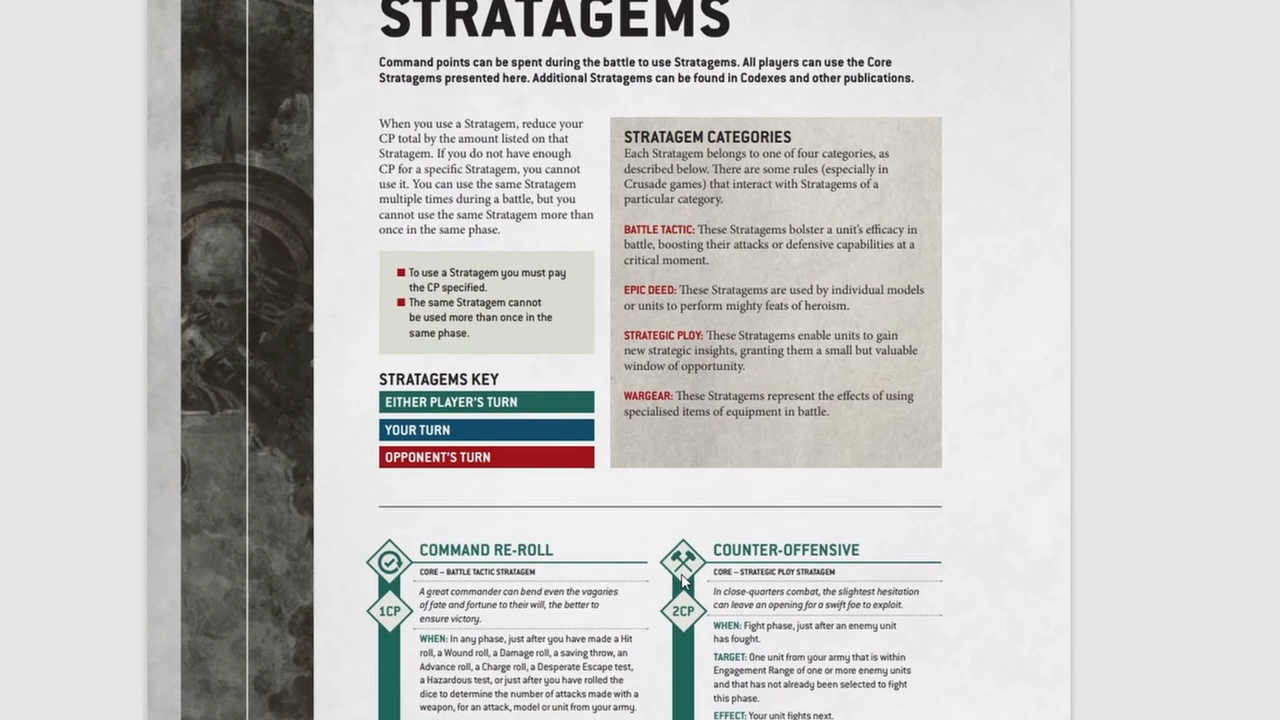 STRATAGEMS
Command points can be spent during the battle to use Stratagems. All players can use the Core
Stratagems presented here. Additional Stratagems can be found in Codexes and other publications.
When you use a Stratagem, reduce your
CP total by the amount listed on that
Stratagem. If you do not have enough
CP for a specific Stratagem, you cannot
use it. You can use the same Stratagem
multiple times during a battle, but you
cannot use the same Stratagem more than
once in the same phase.
■ To use a Stratagem you must pay
the CP specified.
■ The same Stratagem cannot
be used more than once in the
same phase.
STRATAGEMS KEY
EITHER PLAYER'S TURN
YOUR TURN
OPPONENT'S TURN
STRATAGEM CATEGORIES
Each Stratagem belongs to one of four categories, as
described below. There are some rules (especially in
Crusade games) that interact with Stratagems of a
particular category.
BATTLE TACTIC: These Stratagems bolster a unit's efficacy in
battle, boosting their attacks or defensive capabilities at a
critical moment.
EPIC DEED: These Stratagems are used by individual models
or units to perform mighty feats of heroism.
STRATEGIC PLOY: These Stratagems enable units to gain
new strategic insights, granting them a small but valuable
window of opportunity.
WARGEAR: These Stratagems represent the effects of using
specialised items of equipment in battle.
COMMAND RE-ROLL
CORE – BATTLE TACTIC STRATAGEM
A great commander can bend even the vagaries
of fate and fortune to their will, the better to
ensure victory.
1CP
WHEN: In any phase, just after you have made a Hit
roll, a Wound roll, a Damage roll, a saving throw, an
Advance roll, a Charge roll, a Desperate Escape test,
a Hazardous test, or just after you have rolled the
dice to determine the number of attacks made with a
weapon, for an attack, model or unit from your army.
COUNTER-OFFENSIVE
CORE – STRATEGIC PLOY STRATAGEM
In close-quarters combat, the slightest hesitation
can leave an opening for a swift foe to exploit.
2CP
WHEN: Fight phase, just after an enemy unit
has fought.
TARGET: One unit from your army that is within
Engagement Range of one or more enemy units
and that has not already been selected to fight
this phase.
EFFECT: Your unit fights next.